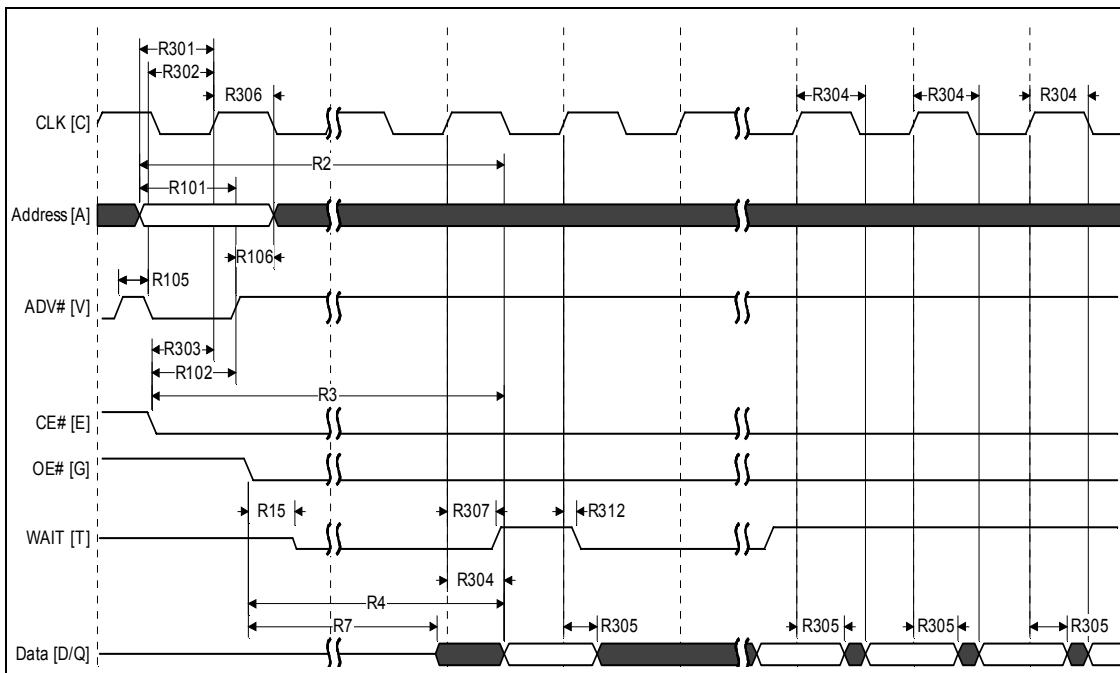 R301
R302
R306
R304 R304 R304
CLK [C]
R2
R101
Address [A]
R106
R105
ADV# [V]
R303
R102
R3
CE# [E]
OE# [G]
R15 R307 R312
WAIT [T]
R304
R4
R7 R305 R305 R305 R305
Data [D/Q]